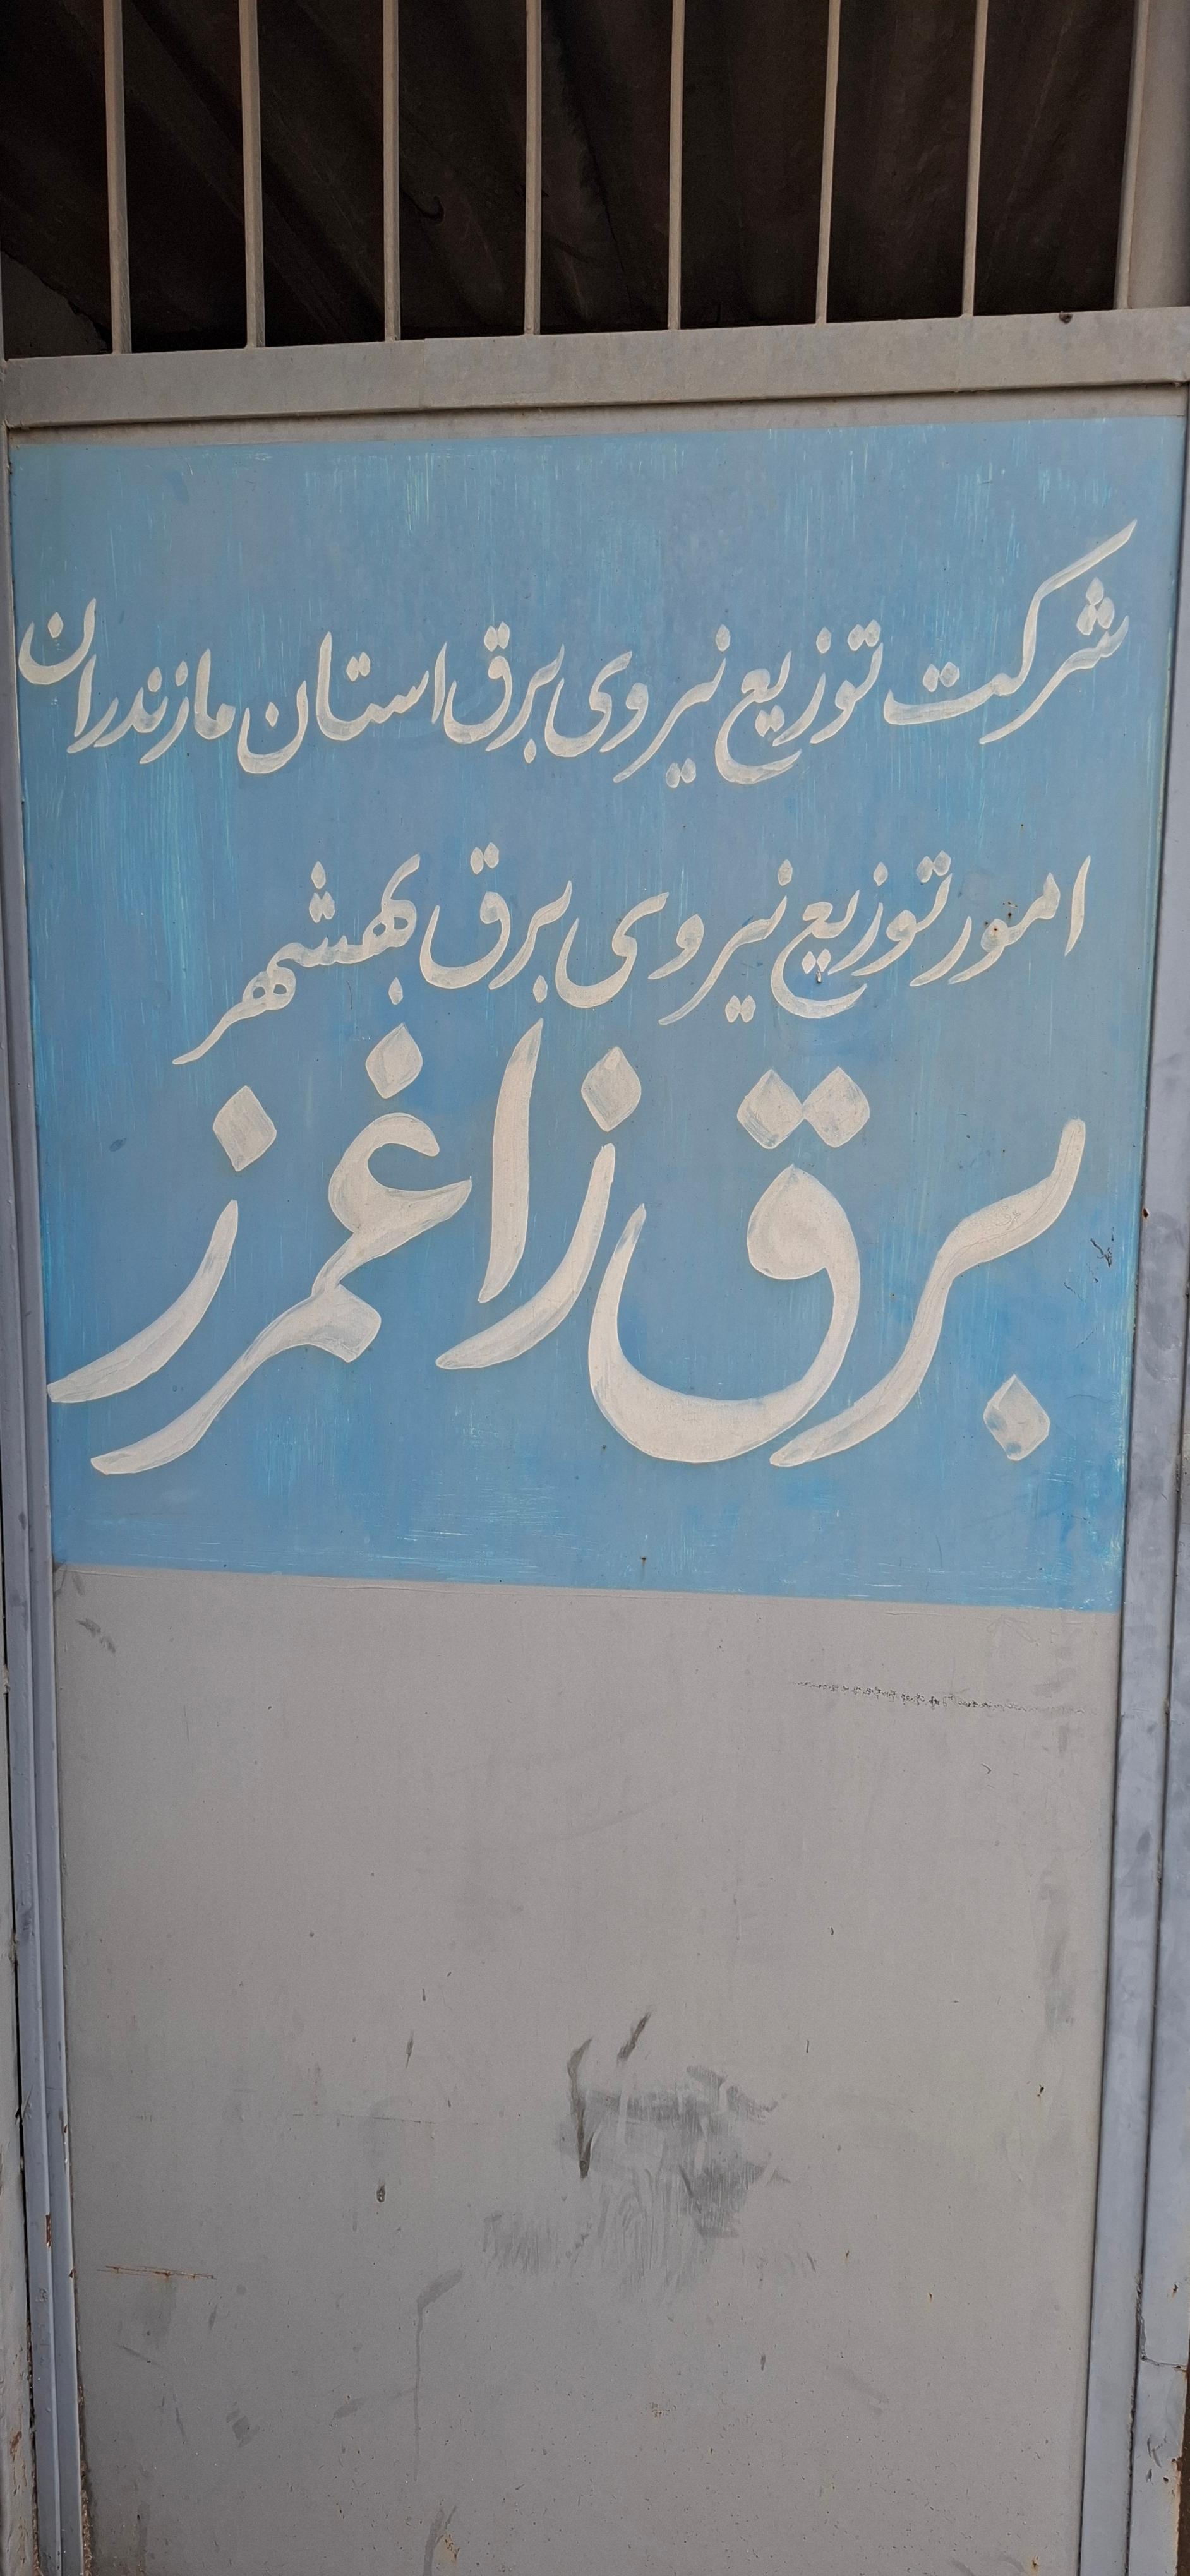 شرکت توزیع نیروی برق استان مازندران
امور توزیع نیروی برق بهشهر
برق زاغمرز